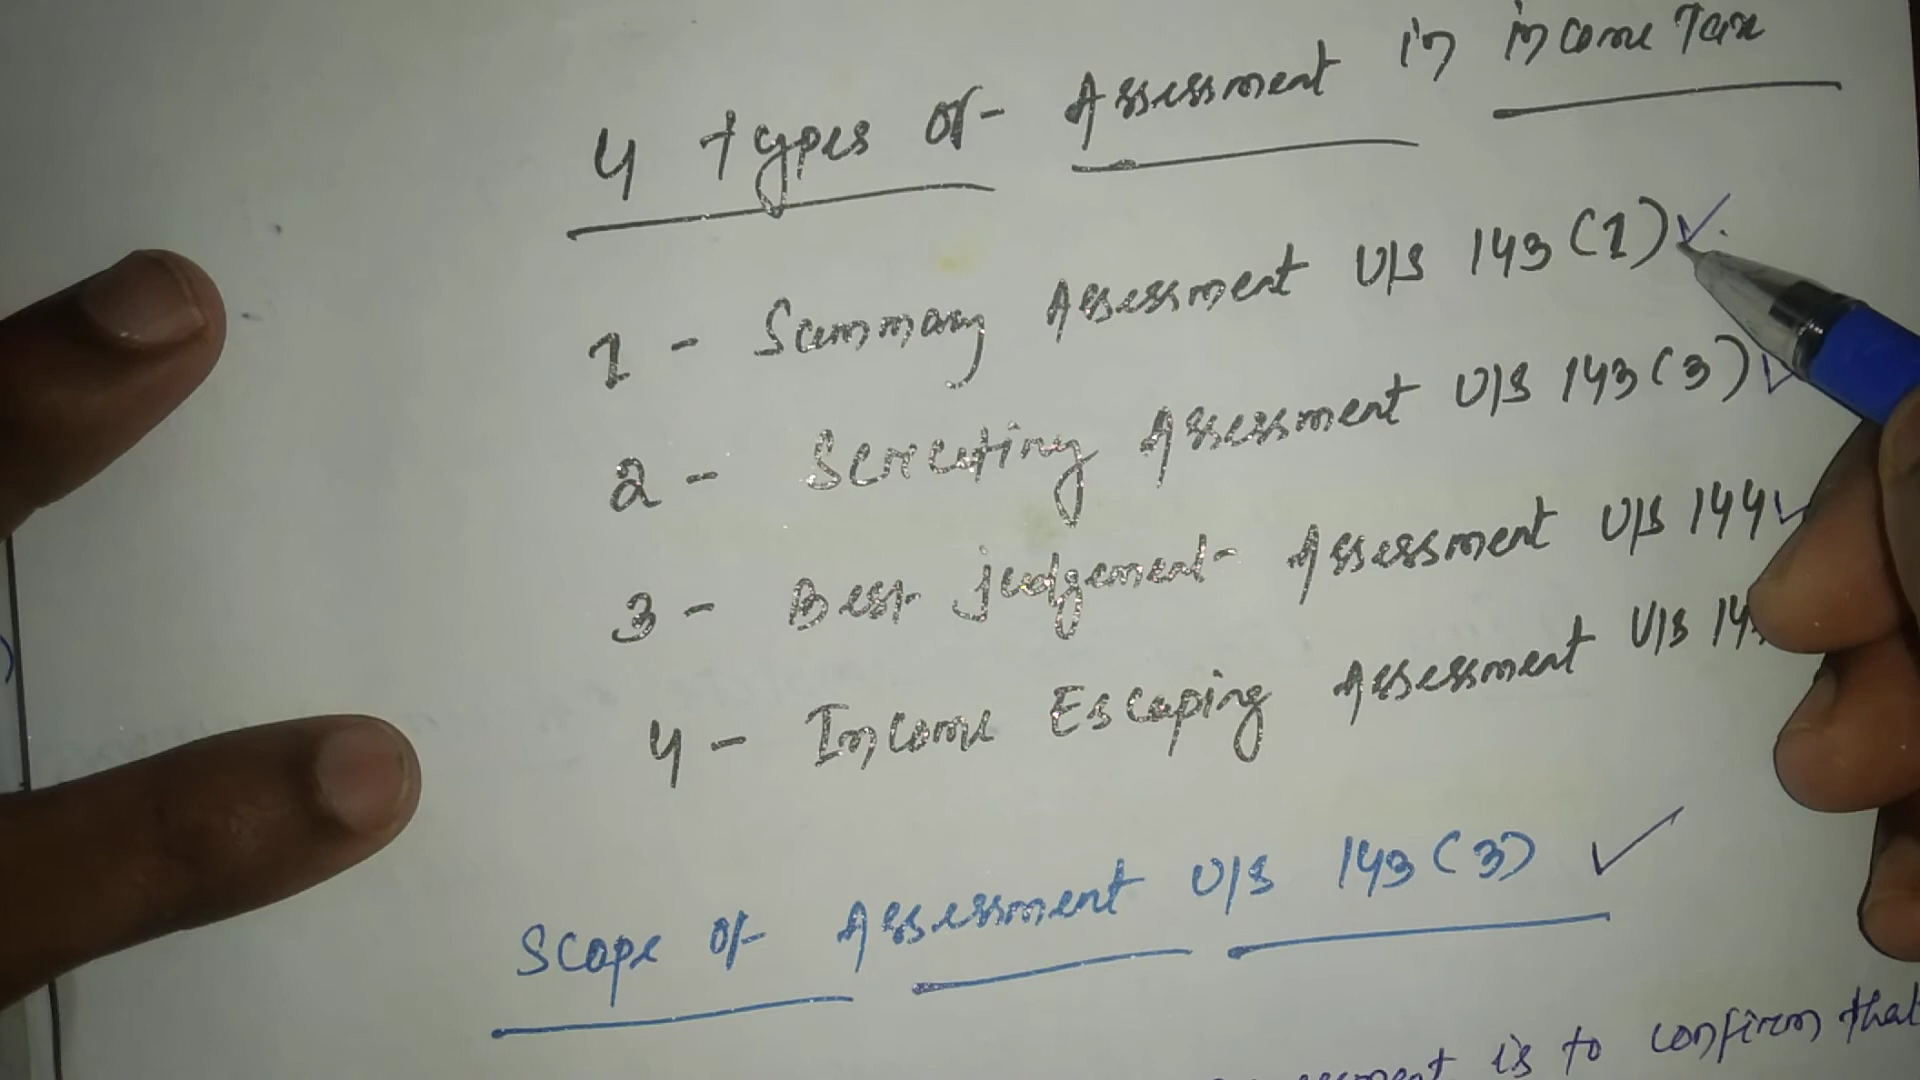 4 types of Assessment in income Tax
1 - Summary Assessment U/S 143 (1)
2 - Scrcutiny Assessment U/S 143 (3)
3 - Best judgement Assessment U/S 144
4 - Income Escaping Assessment U/S
Scope of Assessment U/S 143 (3)
is to confirm that